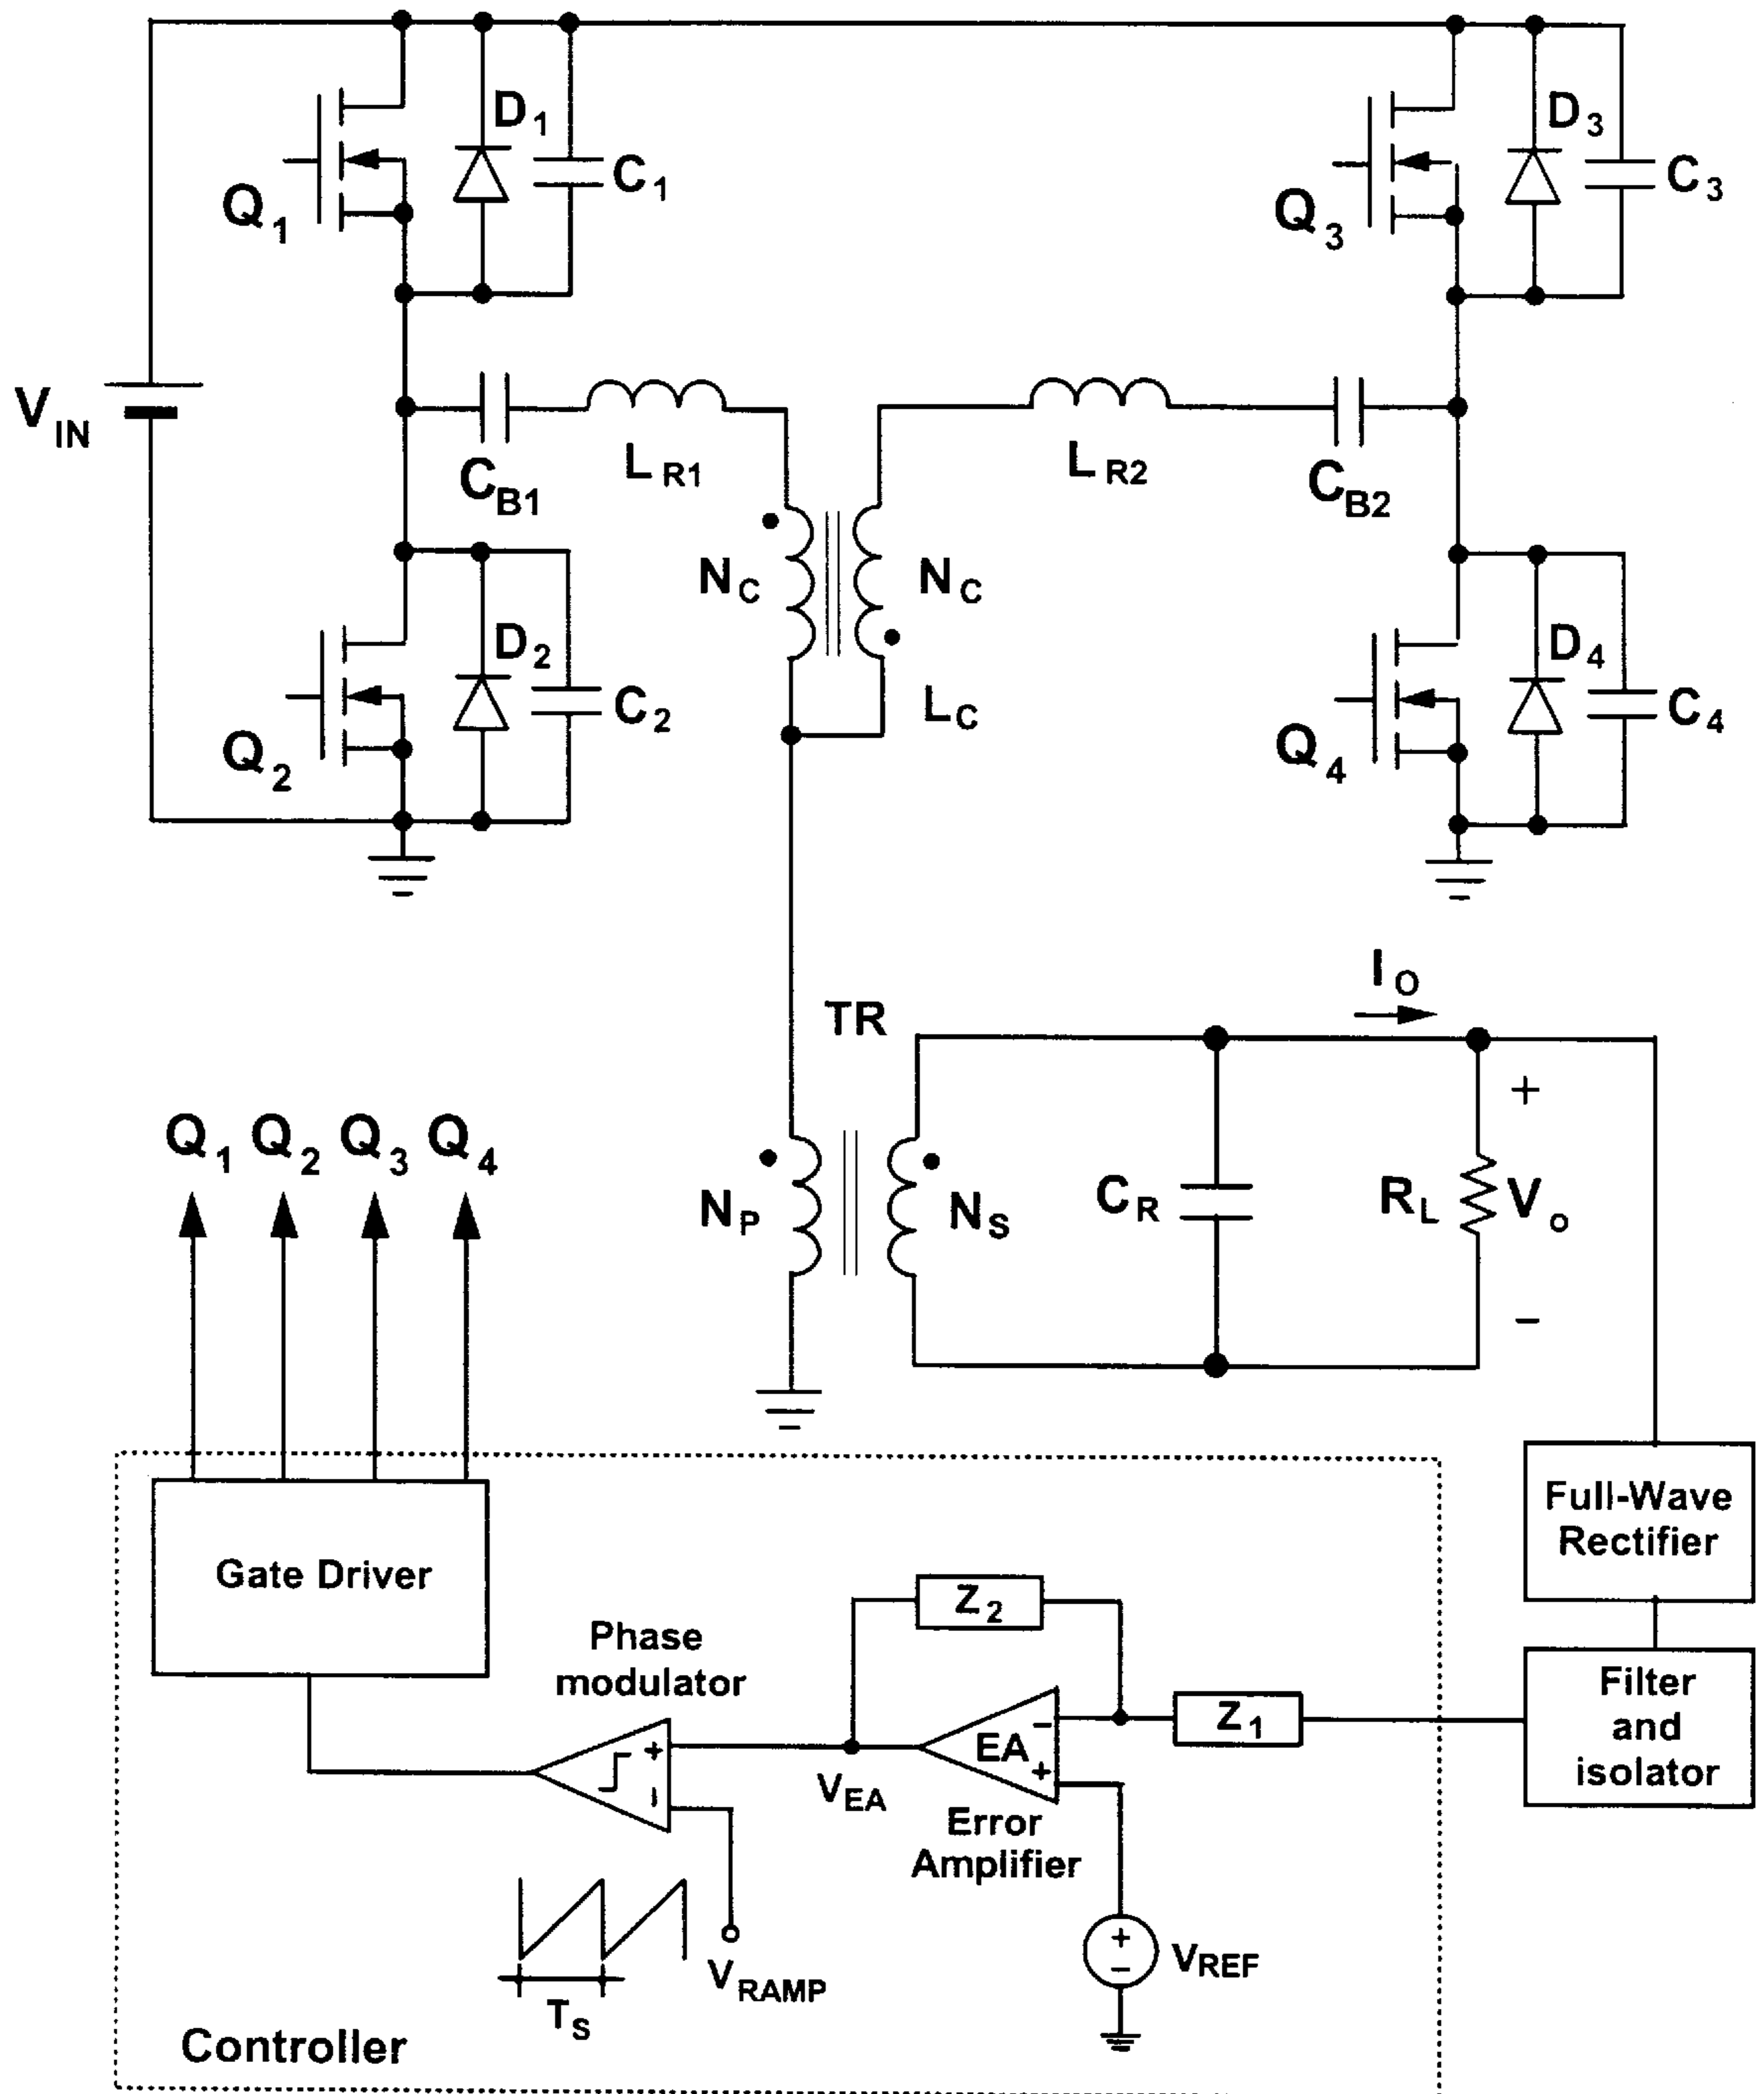 D1
C1
Q1
D3
C3
Q3
VIN
CB1
LR1
LR2
CB2
NC
NC
LC
D2
C2
Q2
D4
C4
Q4
IO
TR
+
Q1 Q2 Q3 Q4
NP
NS
CR
RL
Vo
−
Full-Wave
Rectifier
Gate Driver
Z2
Phase
modulator
Filter
and
isolator
Z1
−
EA
+
+
−
VEA
Error
Amplifier
VRAMP
+
−
VREF
TS
Controller